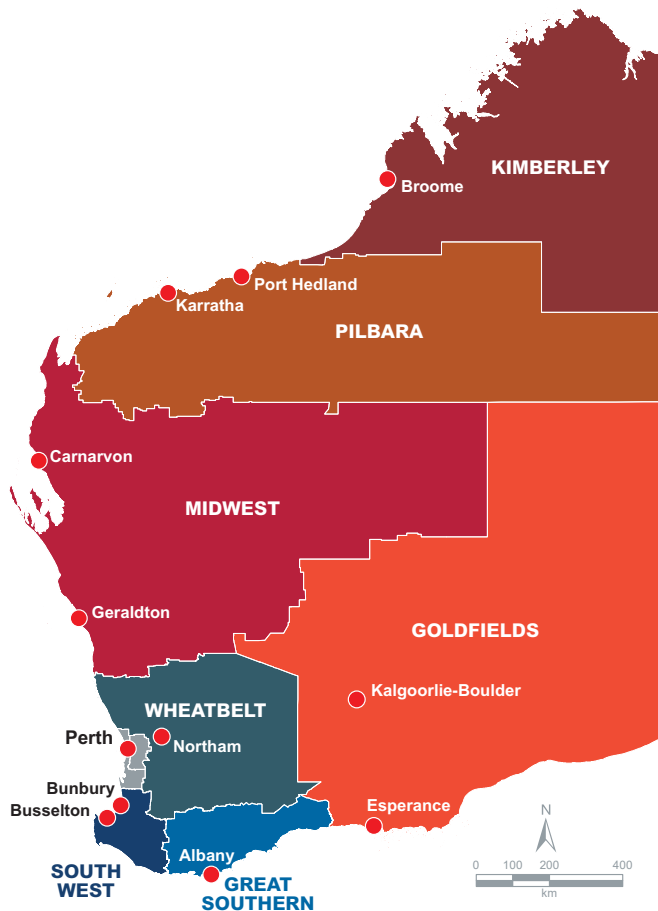 KIMBERLEY
Broome
Port Hedland
Karratha
PILBARA
Carnarvon
MIDWEST
Geraldton
GOLDFIELDS
Kalgoorlie-Boulder
WHEATBELT
Perth
Northam
Bunbury
Busselton
Esperance
N
Albany
SOUTH
WEST
GREAT
SOUTHERN
0 100 200 400
km